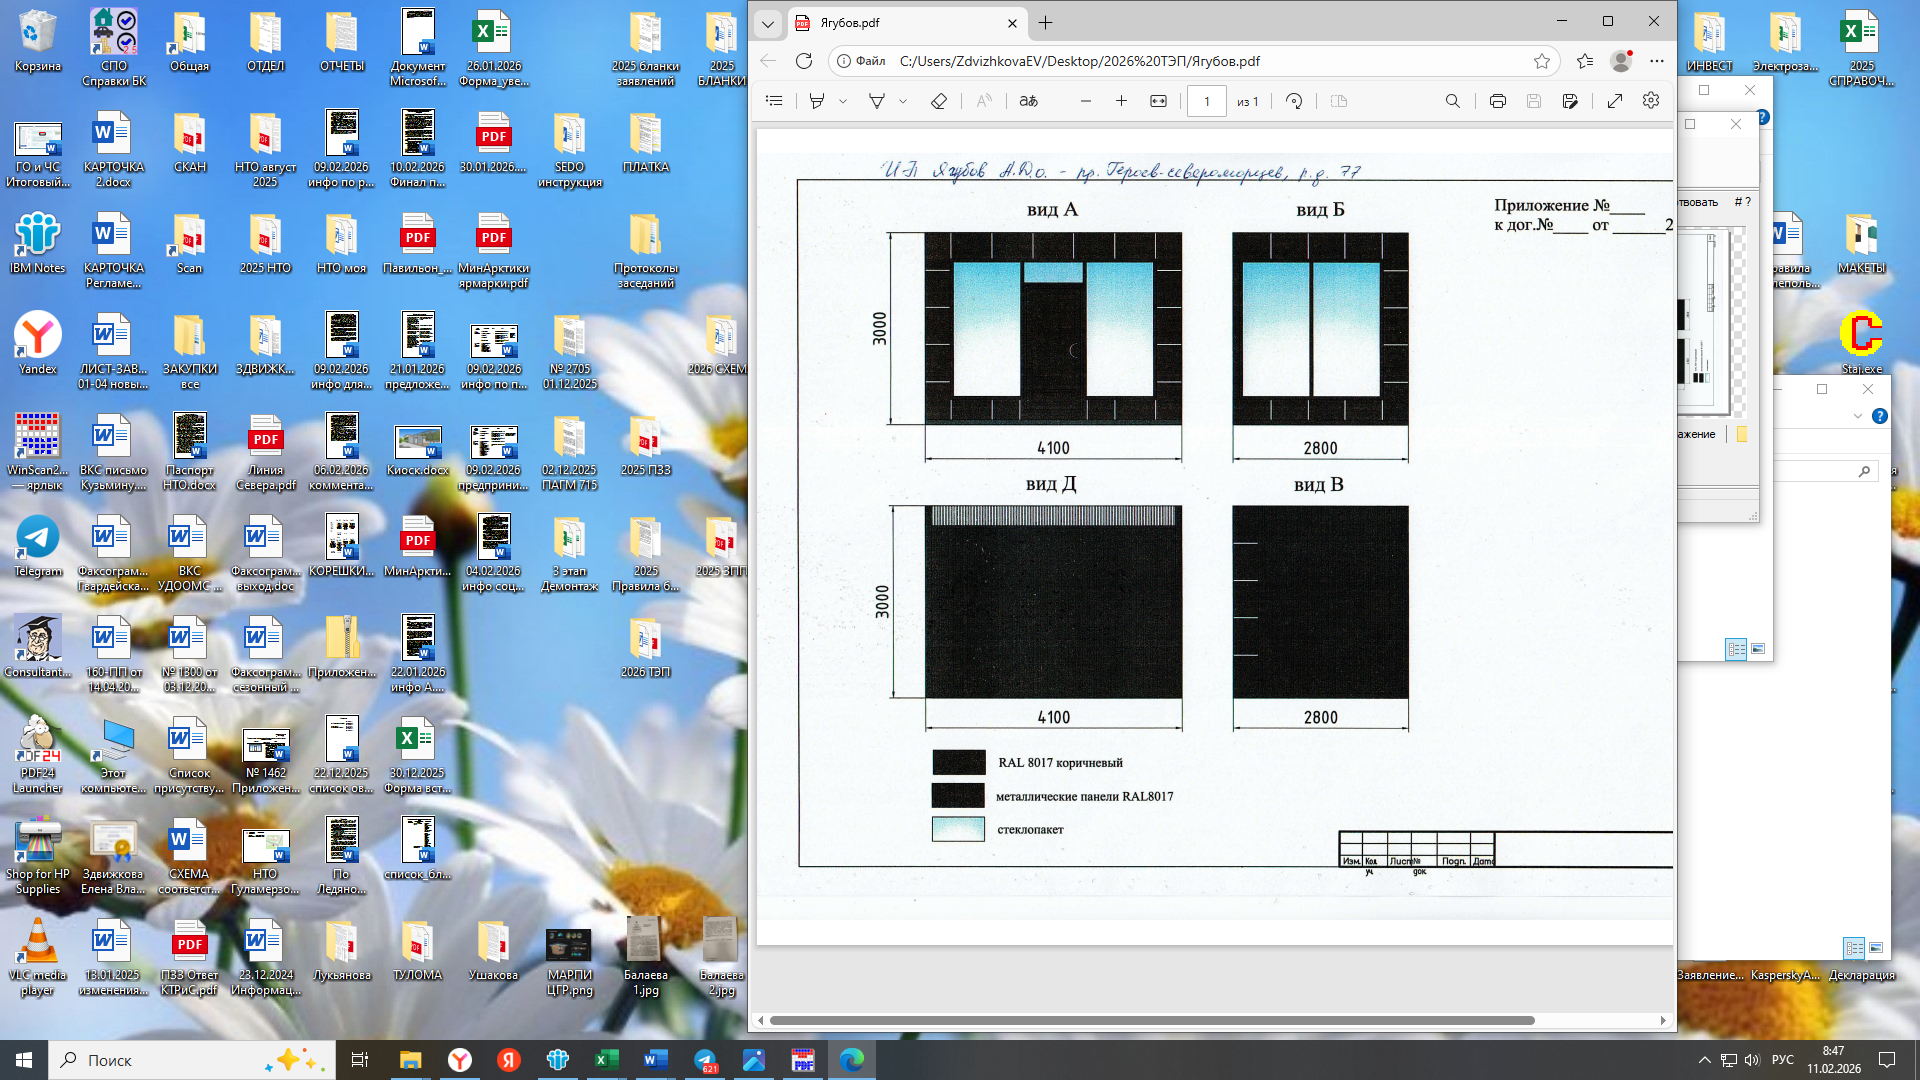 Корзина
СПО
Справки БК
Общая
ОТДЕЛ
ОТЧЕТЫ
Документ
Microsof...
26.01.2026
Форма_уве...
2025 бланки
заявлений
2025
БЛАНКИ
ГО и ЧС
Итоговый...
КАРТОЧКА
2.docx
СКАН
НТО август
2025
09.02.2026
инфо по р...
10.02.2026
Финал п...
30.01.2026....
SEDO
инструкция
ПЛАТКА
IBM Notes
КАРТОЧКА
Регламе...
Scan
2025 НТО
НТО моя
Павильон_...
МинАрктики
ярмарки.pdf
Протоколы
заседаний
Yandex
ЛИСТ-ЗАВ...
01-04 новы...
ЗАКУПКИ
все
ЗДВИЖК...
09.02.2026
инфо для...
21.01.2026
предложе...
09.02.2026
инфо по п...
№ 2705
01.12.2025
2026 СХЕМ
WinScan2...
— ярлык
ВКС письмо
Кузьмину....
Паспорт
НТО.docx
Линия
Севера.pdf
06.02.2026
коммента...
Киоск.docx
09.02.2026
предприни...
02.12.2025
ПАГМ 715
2025 ПЗЗ
Telegram
Факсограм...
Гвардейска...
ВКС
УДООМС ...
Факсограм...
выход.doc
КОРЕШКИ...
МинАркти...
04.02.2026
инфо соц...
3 этап
Демонтаж
2025
Правила б...
2025 ЗПП
Consultant...
160-ПП от
14.04.20...
№ 1300 от
03.12.20...
Факсограм...
сезонный ...
Приложен...
22.01.2026
инфо А....
2026 ТЭП
PDF24
Launcher
Этот
компьюте...
Список
присутству...
№ 1462
Приложен...
22.12.2025
список ов...
30.12.2025
Форма вст...
Shop for HP
Supplies
Здвижкова
Елена Вла...
СХЕМА
соответст...
НТО
Гуламерзо...
По
Ледяно...
список_бл...
VLC media
player
13.01.2025
изменения...
ПЗЗ Ответ
КТРиС.pdf
23.12.2024
Информац...
Лукьянова
ТУЛОМА
Ушакова
МАРПИ
ЦГР.png
Балаева
1.jpg
Балаева
2.jpg
Ягубов.pdf
Файл
C:/Users/ZdvizhkovaEV/Desktop/2026%20ТЭП/Ягубов.pdf
1 из 1
ИП Ягубов А.Д.о. - пр. Героев-североморцев, р.д. 77
Приложение №____
к дог.№____ от ______2
вид А
вид Б
3000
4100
2800
вид Д
вид В
3000
4100
2800
RAL 8017 коричневый
металлические панели RAL8017
стеклопакет
Изм. Кол уч Лист № док Подп. Дата
ИНВЕСТ
Электроза...
2025
СПРАВОЧ...
МАКЕТЫ
Staj.exe
Заявление...
KasperskyA...
Декларация
Поиск
621
РУС
8:47
11.02.2026